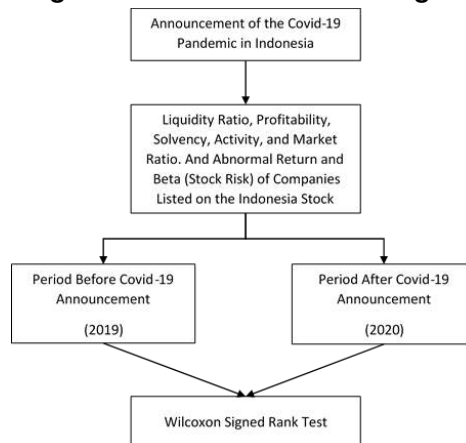 Announcement of the Covid-19
Pandemic in Indonesia
Liquidity Ratio, Profitability,
Solvency, Activity, and Market
Ratio. And Abnormal Return and
Beta (Stock Risk) of Companies
Listed on the Indonesia Stock
Period Before Covid-19
Announcement
(2019)
Period After Covid-19
Announcement
(2020)
Wilcoxon Signed Rank Test